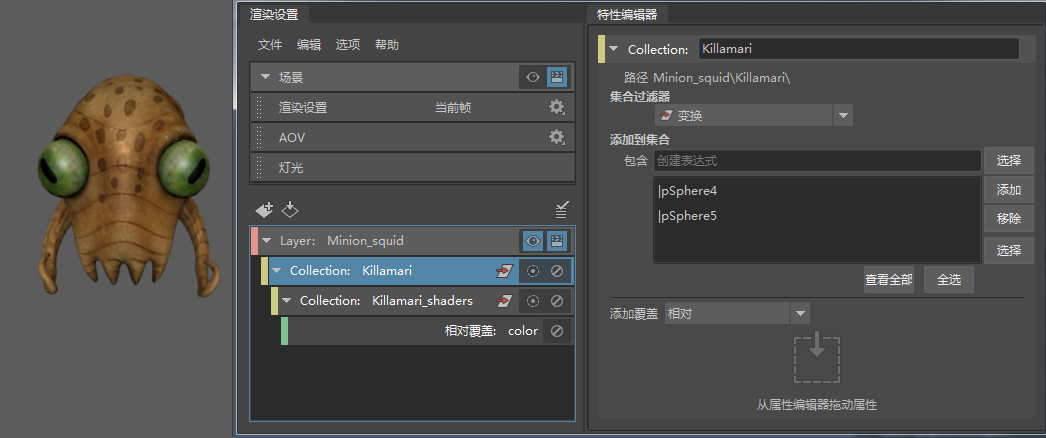 渲染设置
文件 编辑 选项 帮助
场景
渲染设置 当前帧
AOV
灯光
Layer: Minion_squid
Collection: Killamari
Collection: Killamari_shaders
相对覆盖: color
特性编辑器
Collection: Killamari
路径 Minion_squid\Killamari\
集合过滤器
变换
添加到集合
包含 创建表达式 选择
|pSphere4
|pSphere5
添加
移除
选择
查看全部 全选
添加覆盖 相对
从属性编辑器拖动属性